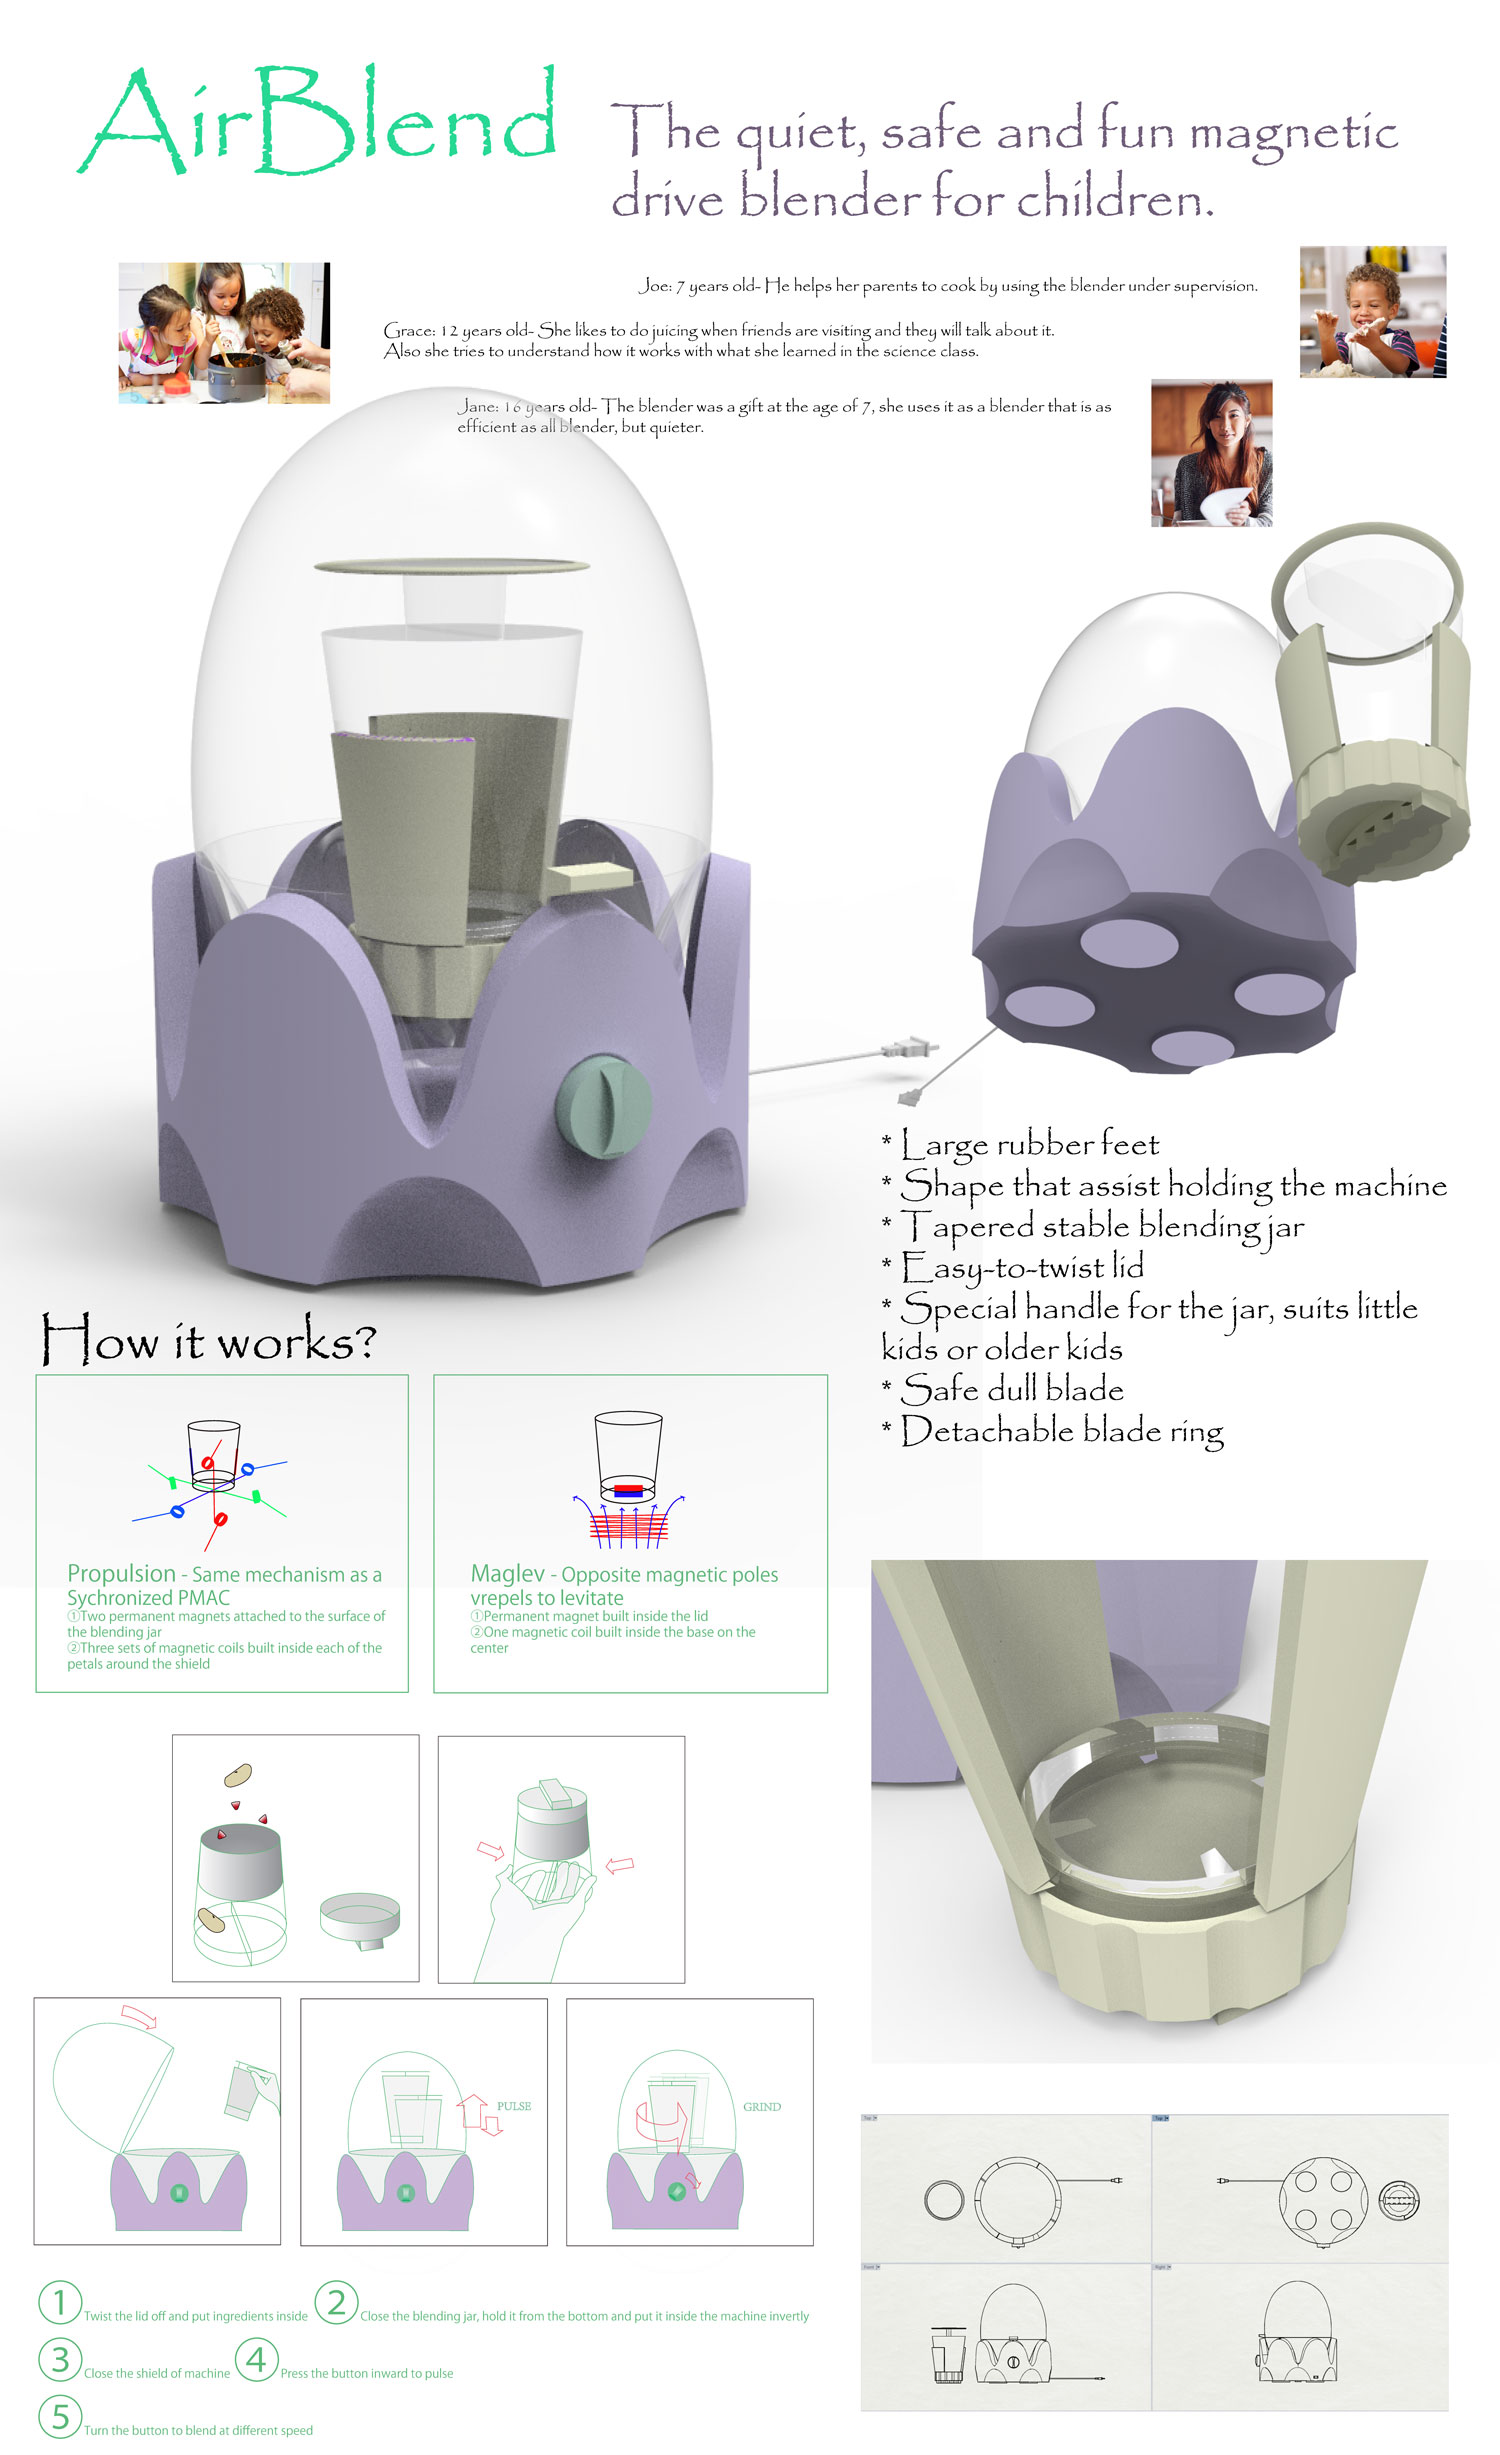 AirBlend
The quiet, safe and fun magnetic
drive blender for children.
Joe: 7 years old- He helps her parents to cook by using the blender under supervision.
Grace: 12 years old- She likes to do juicing when friends are visiting and they will talk about it.
Also she tries to understand how it works with what she learned in the science class.
Jane: 16 years old- The blender was a gift at the age of 7, she uses it as a blender that is as
efficient as all blender, but quieter.
* Large rubber feet
* Shape that assist holding the machine
* Tapered stable blending jar
* Easy-to-twist lid
* Special handle for the jar, suits little
kids or older kids
* Safe dull blade
* Detachable blade ring
How it works?
Propulsion - Same mechanism as a
Sychronized PMAC
①Two permanent magnets attached to the surface of
the blending jar
②Three sets of magnetic coils built inside each of the
petals around the shield
Maglev - Opposite magnetic poles
vrepels to levitate
①Permanent magnet built inside the lid
②One magnetic coil built inside the base on the
center
PULSE
GRIND
1 Twist the lid off and put ingredients inside
2 Close the blending jar, hold it from the bottom and put it inside the machine invertly
3 Close the shield of machine
4 Press the button inward to pulse
5 Turn the button to blend at different speed
Top
Top
Front
Right